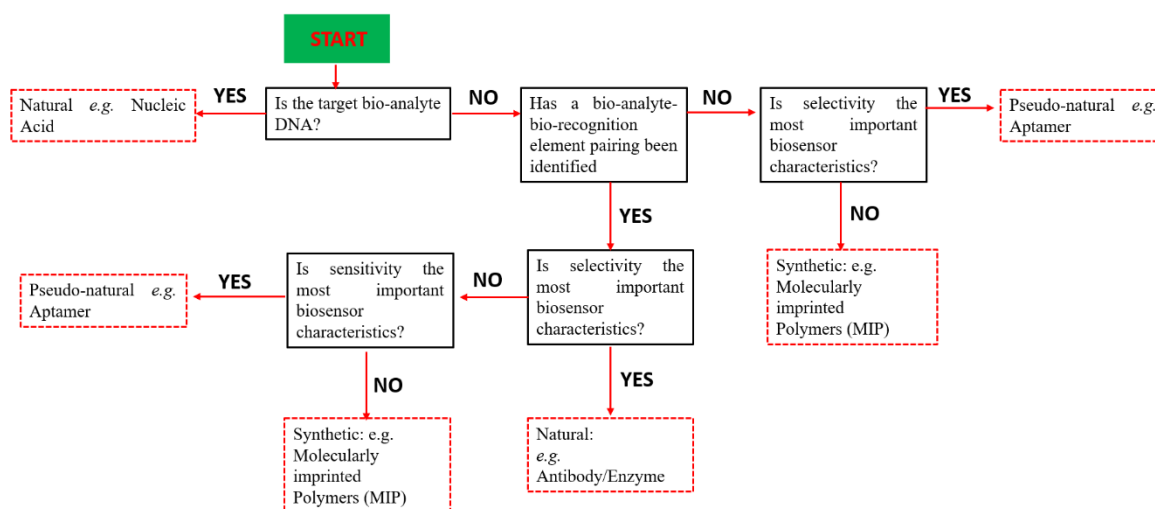 START
YES
Natural e.g. Nucleic
Acid
Is the target bio-analyte
DNA?
NO
Has a bio-analyte-
bio-recognition
element pairing been
identified
NO
Is selectivity the
most important
biosensor
characteristics?
YES
Pseudo-natural e.g.
Aptamer
YES
NO
Synthetic: e.g.
Molecularly
imprinted
Polymers (MIP)
Pseudo-natural e.g.
Aptamer
YES
Is sensitivity the
most important
biosensor
characteristics?
NO
Is selectivity the
most important
biosensor
characteristics?
NO
YES
Synthetic: e.g.
Molecularly
imprinted
Polymers (MIP)
Natural:
e.g.
Antibody/Enzyme